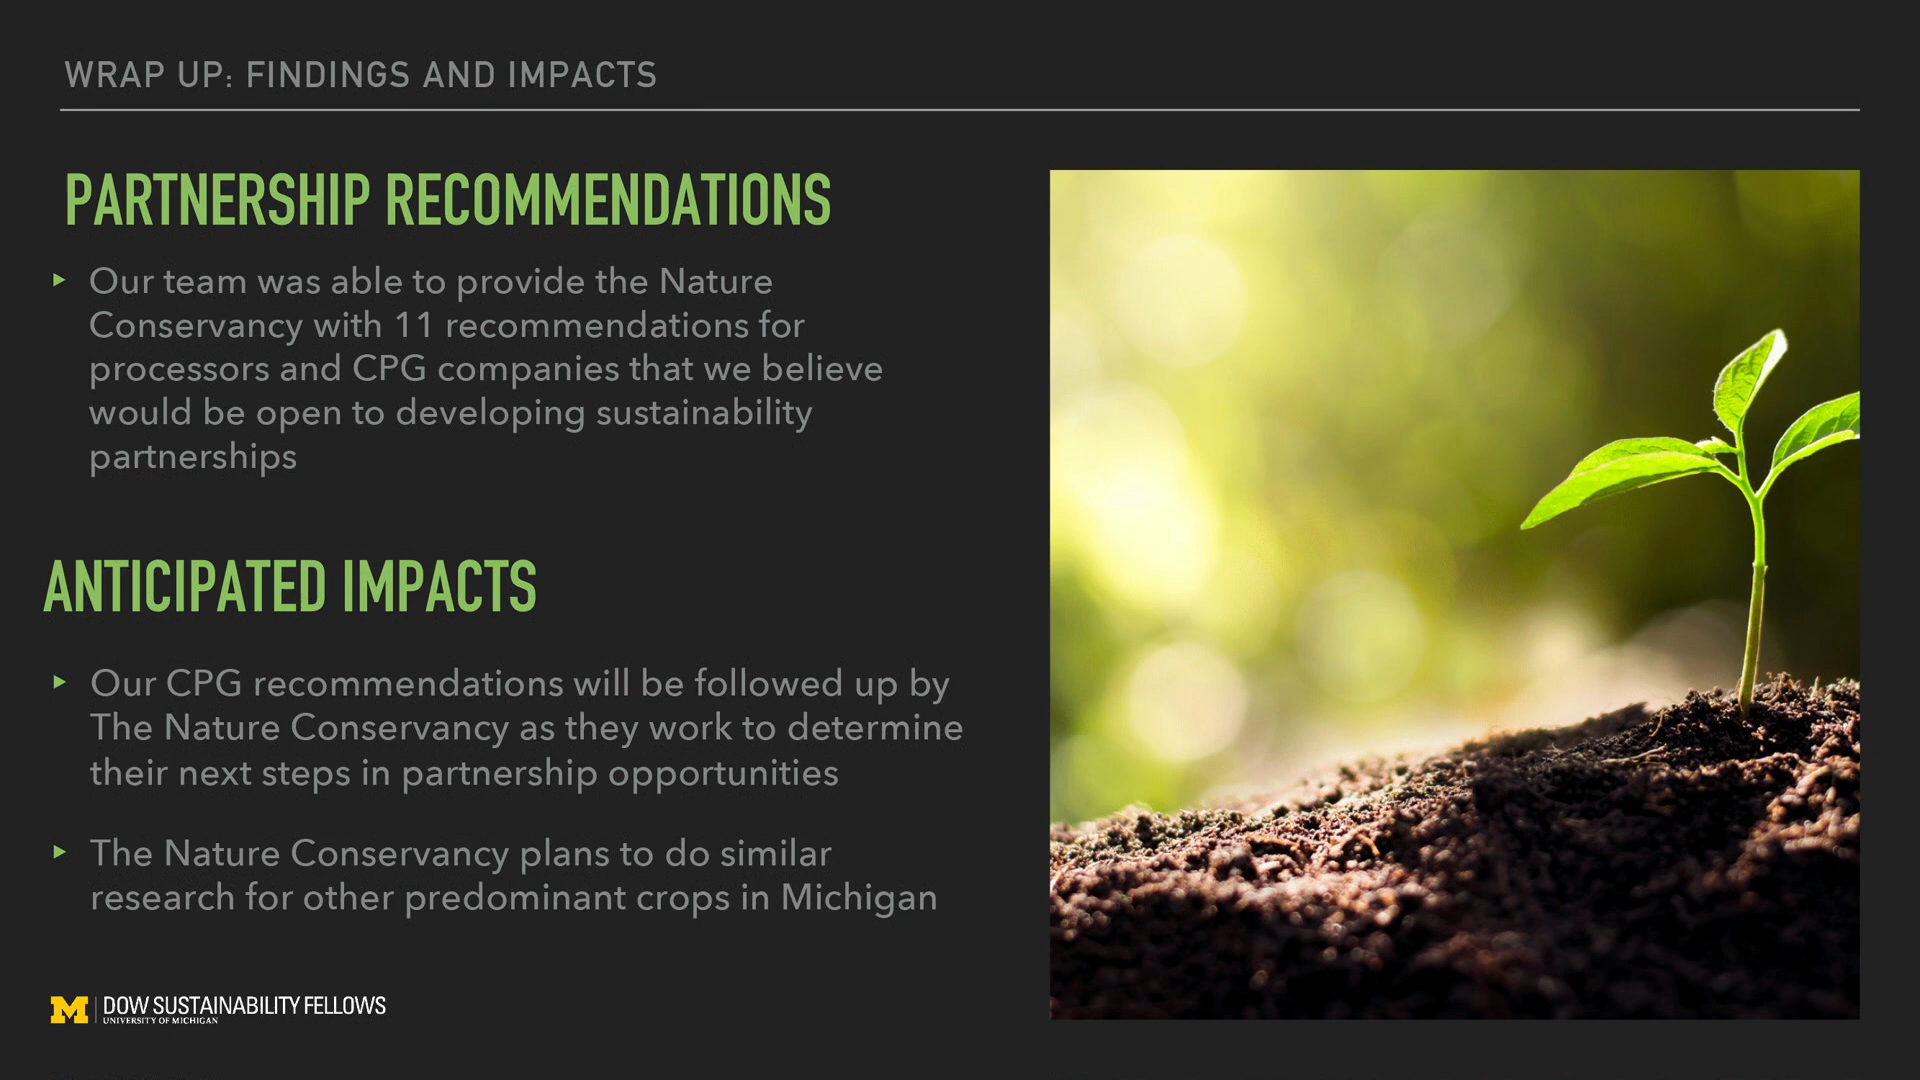 WRAP UP: FINDINGS AND IMPACTS
PARTNERSHIP RECOMMENDATIONS
Our team was able to provide the Nature
Conservancy with 11 recommendations for
processors and CPG companies that we believe
would be open to developing sustainability
partnerships
ANTICIPATED IMPACTS
Our CPG recommendations will be followed up by
The Nature Conservancy as they work to determine
their next steps in partnership opportunities
The Nature Conservancy plans to do similar
research for other predominant crops in Michigan
M DOW SUSTAINABILITY FELLOWS
UNIVERSITY OF MICHIGAN